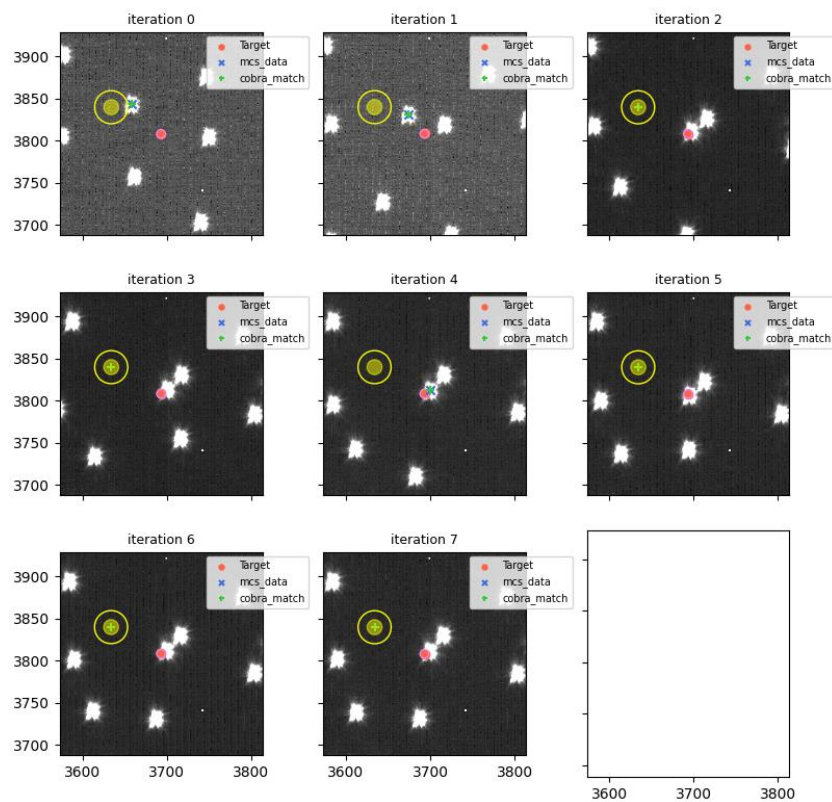 iteration 0
iteration 1
iteration 2
3900
3850
3800
3750
3700
Target
mcs_data
cobra_match
Target
mcs_data
cobra_match
Target
mcs_data
cobra_match
iteration 3
iteration 4
iteration 5
3900
3850
3800
3750
3700
Target
mcs_data
cobra_match
Target
mcs_data
cobra_match
Target
mcs_data
cobra_match
iteration 6
iteration 7
3900
3850
3800
3750
3700
Target
mcs_data
cobra_match
Target
mcs_data
cobra_match
3600 3700 3800
3600 3700 3800
3600 3700 3800